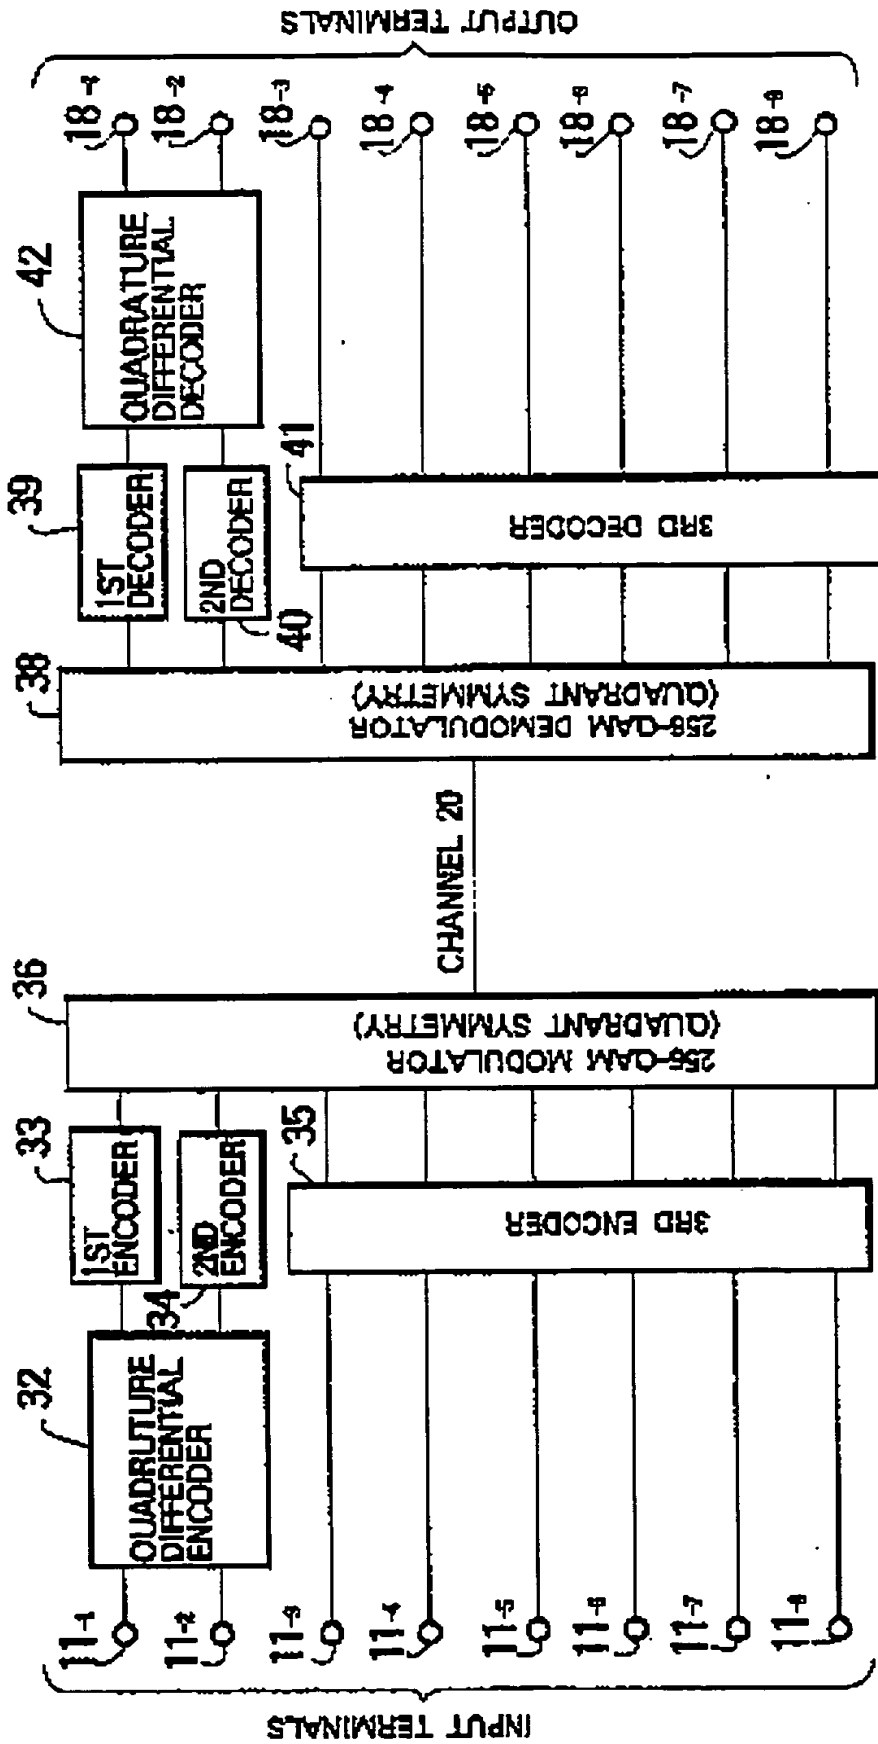 INPUT TERMINALS
11-1
11-2
11-3
11-4
11-5
11-6
11-7
11-8
32
QUADRUTURE
DIFFERENTIAL
ENCODER
33
1ST
ENCODER
34
2ND
ENCODER
35
3RD ENCODER
36
256-QAM MODULATOR
(QUADRANT SYMMETRY)
CHANNEL 20
38
256-QAM DEMODULATOR
(QUADRANT SYMMETRY)
39
1ST
DECODER
40
2ND
DECODER
41
3RD DECODER
42
QUADRATURE
DIFFERENTIAL
DECODER
18-1
18-2
18-3
18-4
18-5
18-6
18-7
18-8
OUTPUT TERMINALS